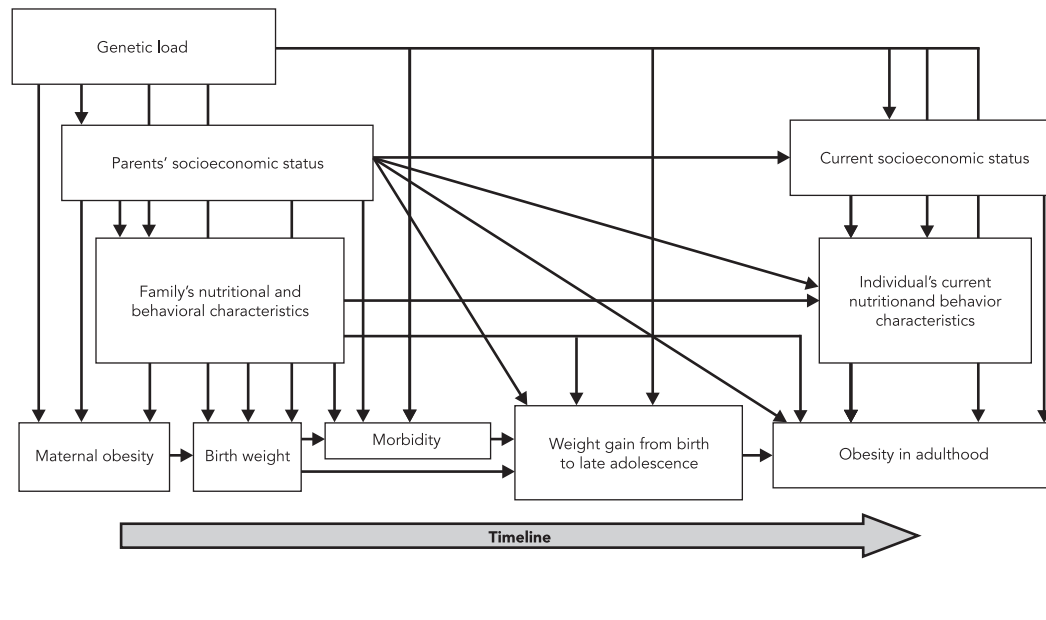 Genetic load
Parents' socioeconomic status
Current socioeconomic status
Family's nutritional and
behavioral characteristics
Individual's current
nutritionand behavior
characteristics
Maternal obesity
Birth weight
Morbidity
Weight gain from birth
to late adolescence
Obesity in adulthood
Timeline